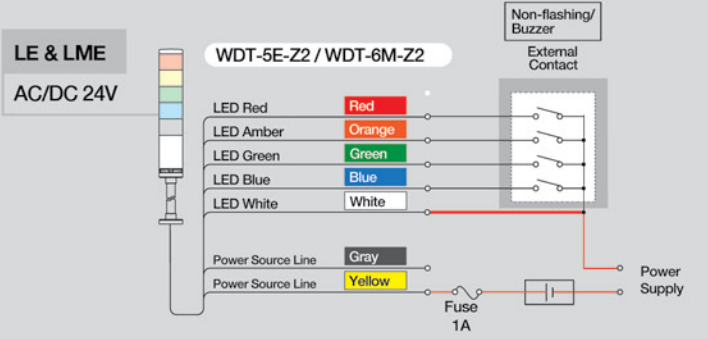 Non-flashing/
Buzzer
LE & LME
WDT-5E-Z2 / WDT-6M-Z2
External
Contact
AC/DC 24V
LED Red
Red
LED Amber
Orange
LED Green
Green
LED Blue
Blue
LED White
White
Power Source Line
Gray
Power Source Line
Yellow
Power
Supply
Fuse
1A